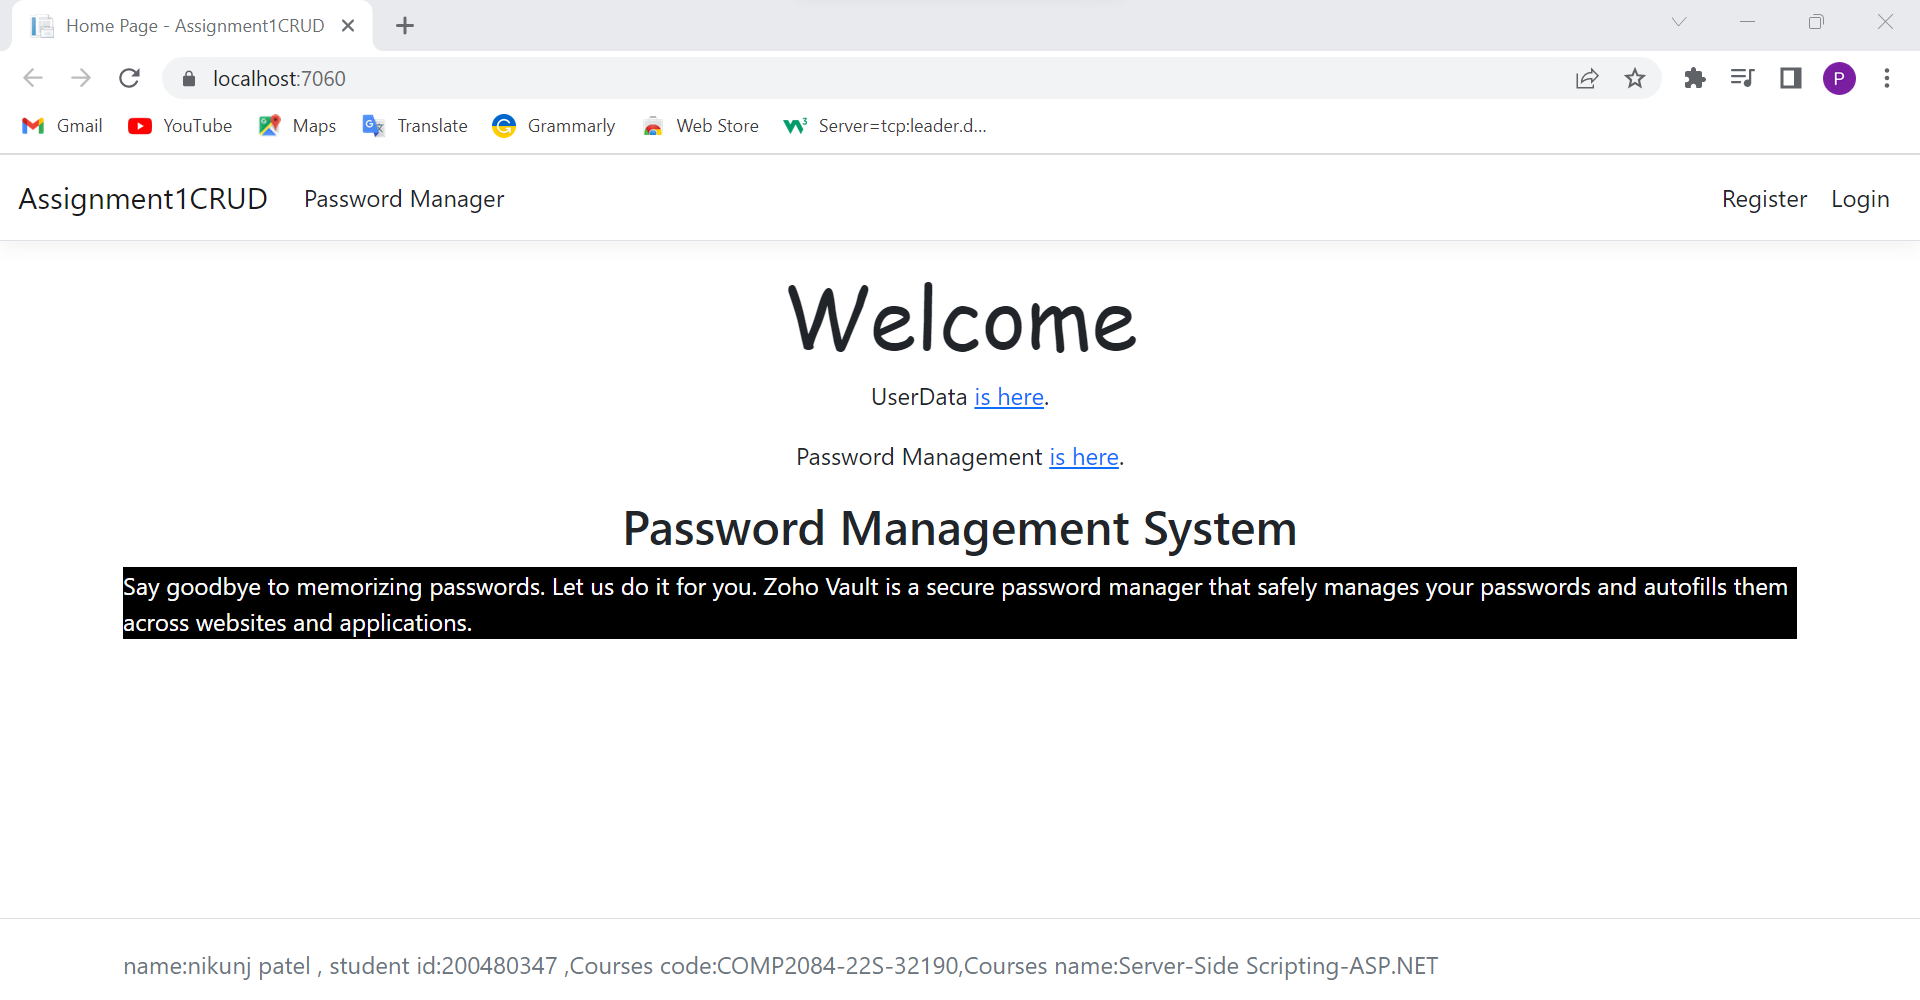 Home Page - Assignment1CRUD
localhost:7060
P
Gmail YouTube Maps Translate Grammarly Web Store Server=tcp:leader.d...
Assignment1CRUD Password Manager Register Login
Welcome
UserData is here.
Password Management is here.
Password Management System
Say goodbye to memorizing passwords. Let us do it for you. Zoho Vault is a secure password manager that safely manages your passwords and autofills them
across websites and applications.
name:nikunj patel , student id:200480347 ,Courses code:COMP2084-22S-32190,Courses name:Server-Side Scripting-ASP.NET